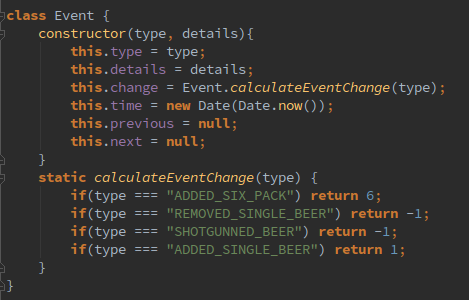 class Event {
constructor(type, details){
this.type = type;
this.details = details;
this.change = Event.calculateEventChange(type);
this.time = new Date(Date.now());
this.previous = null;
this.next = null;
}
static calculateEventChange(type) {
if(type === "ADDED_SIX_PACK") return 6;
if(type === "REMOVED_SINGLE_BEER") return -1;
if(type === "SHOTGUNNED_BEER") return -1;
if(type === "ADDED_SINGLE_BEER") return 1;
}
}